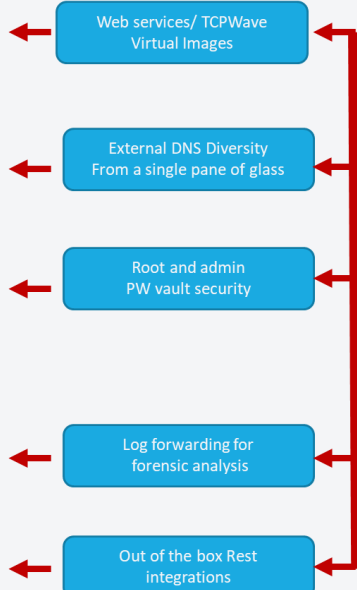 Web services/ TCPWave
Virtual Images
External DNS Diversity
From a single pane of glass
Root and admin
PW vault security
Log forwarding for
forensic analysis
Out of the box Rest
integrations